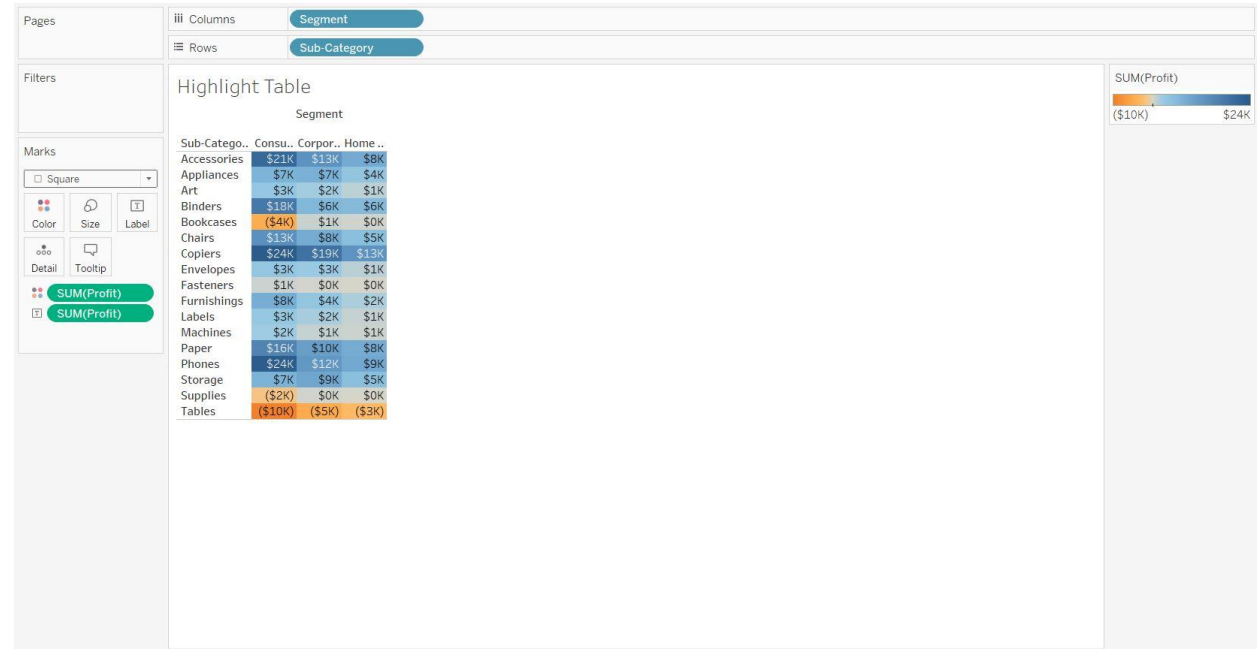 Pages
iii Columns Segment
Rows Sub-Category
Filters
Marks
Square
Color Size T Label
Detail Tooltip
SUM(Profit)
T SUM(Profit)
Highlight Table
Segment
Sub-Catego.. Consu.. Corpor.. Home ..
Accessories $21K $13K $8K
Appliances $7K $7K $4K
Art $3K $2K $1K
Binders $18K $6K $6K
Bookcases ($4K) $1K $0K
Chairs $13K $8K $5K
Copiers $24K $19K $13K
Envelopes $3K $3K $1K
Fasteners $1K $0K $0K
Furnishings $8K $4K $2K
Labels $3K $2K $1K
Machines $2K $1K $1K
Paper $16K $10K $8K
Phones $24K $12K $9K
Storage $7K $9K $5K
Supplies ($2K) $0K $0K
Tables ($10K) ($5K) ($3K)
SUM(Profit)
($10K) $24K